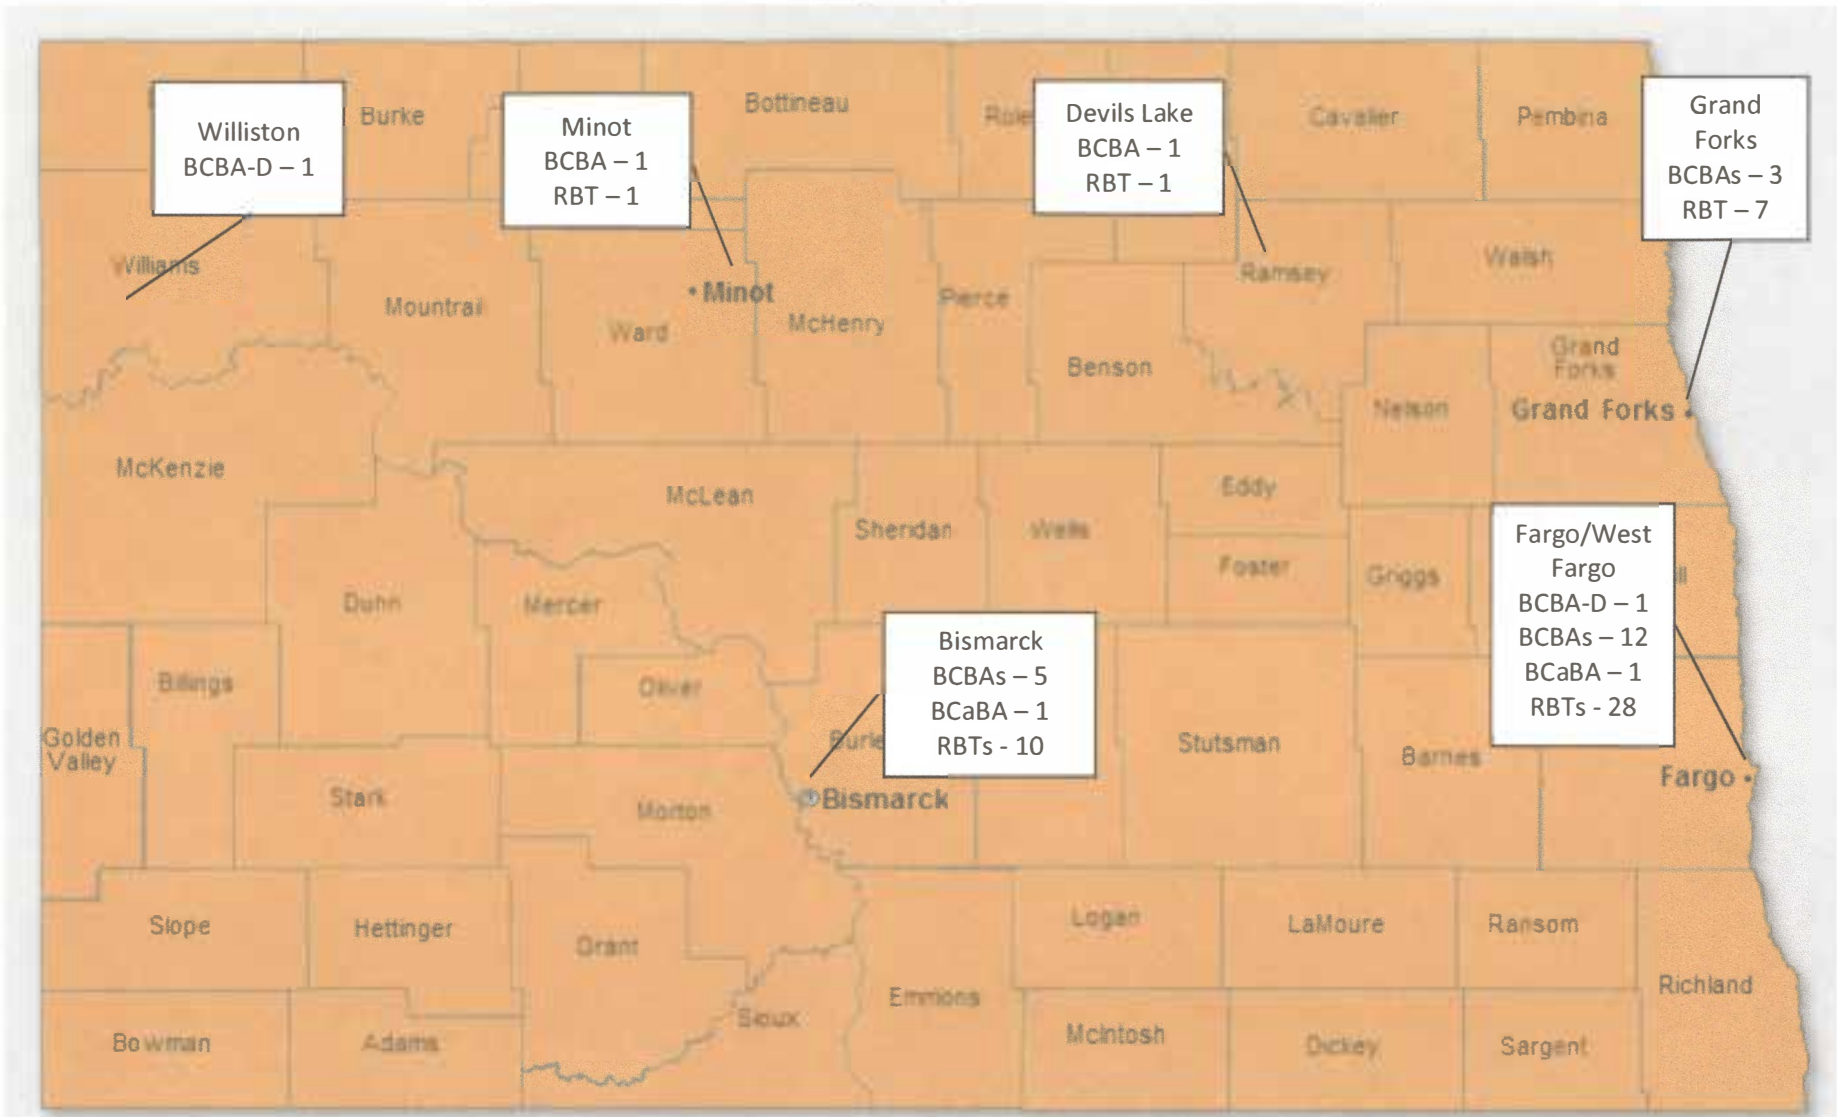 Williston
BCBA-D – 1
Burke
Minot
BCBA – 1
RBT – 1
Bottineau
Devils Lake
BCBA – 1
RBT – 1
Cavalier
Pembina
Grand
Forks
BCBAs – 3
RBT – 7
Williams
Mountrail
Ward
Minot
McHenry
Pierce
Benson
Ramsey
Walsh
Nelson
Grand
Forks
Grand Forks
McKenzie
McLean
Sheridan
Wells
Eddy
Foster
Griggs
Fargo/West
Fargo
BCBA-D – 1
BCBAs – 12
BCaBA – 1
RBTs - 28
Dunn
Mercer
Oliver
Billings
Golden
Valley
Bismarck
BCBAs – 5
BCaBA – 1
RBTs - 10
Stutsman
Barnes
Fargo
Stark
Morton
Bismarck
Slope
Hettinger
Grant
Sioux
Emmons
Logan
LaMoure
Ransom
Richland
Bowman
Adams
McIntosh
Dickey
Sargent